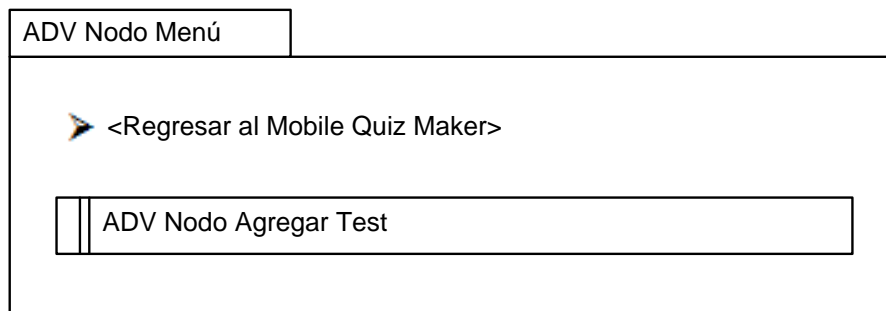 ADV Nodo Menú
<Regresar al Mobile Quiz Maker>
ADV Nodo Agregar Test